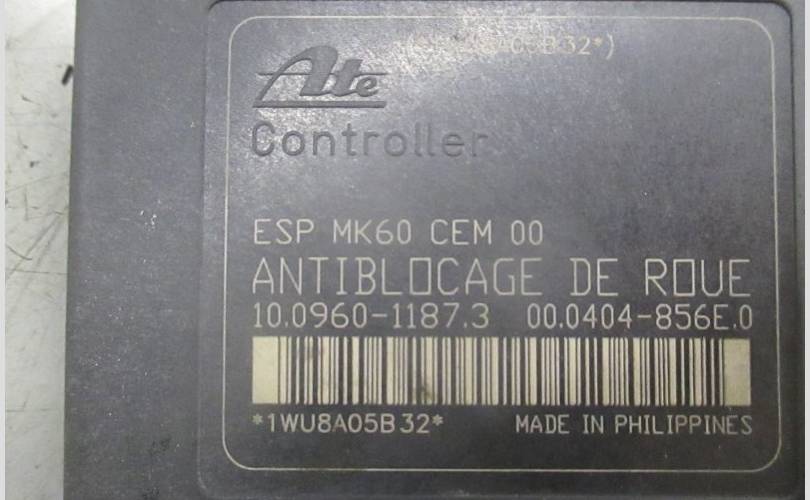 Ate
Controller
ESP MK60 CEM 00
ANTIBLOCAGE DE ROUE
10.0960-1187.3 00.0404-856E.0
*1WU8A05B32*
MADE IN PHILIPPINES